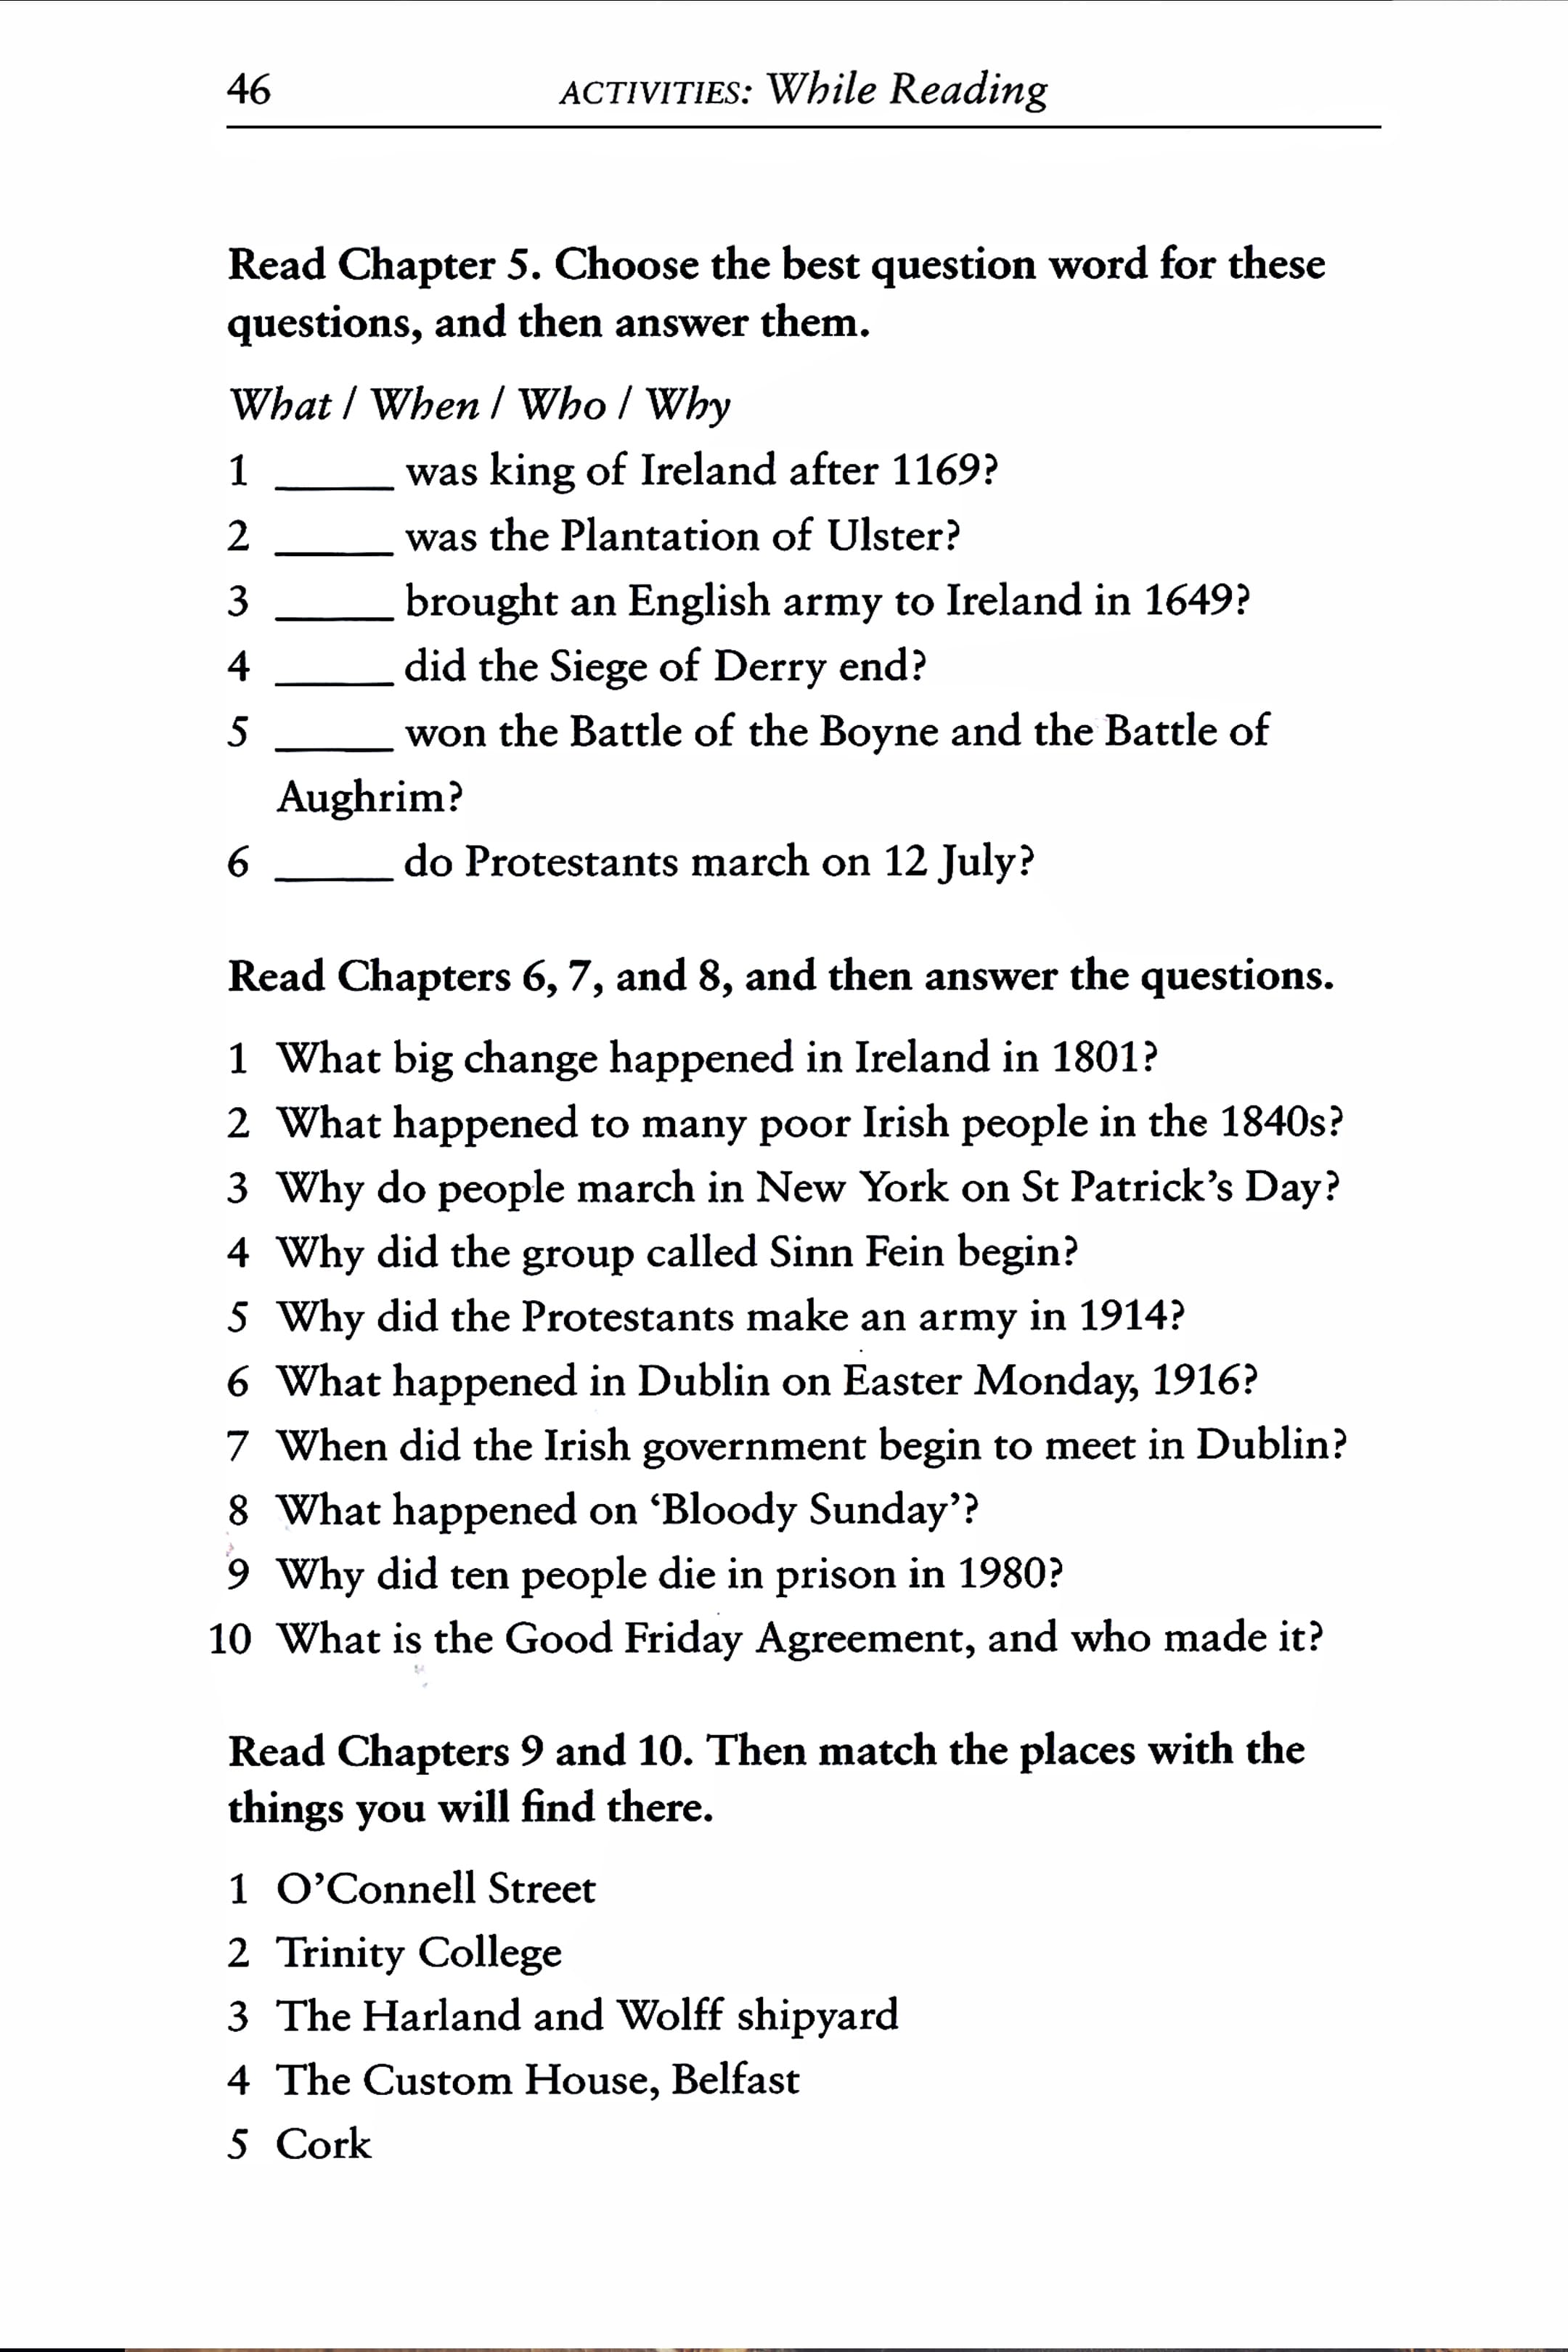 46 ACTIVITIES: While Reading
Read Chapter 5. Choose the best question word for these
questions, and then answer them.
What / When / Who / Why
1 ______ was king of Ireland after 1169?
2 ______ was the Plantation of Ulster?
3 ______ brought an English army to Ireland in 1649?
4 ______ did the Siege of Derry end?
5 ______ won the Battle of the Boyne and the Battle of
Aughrim?
6 ______ do Protestants march on 12 July?
Read Chapters 6, 7, and 8, and then answer the questions.
1 What big change happened in Ireland in 1801?
2 What happened to many poor Irish people in the 1840s?
3 Why do people march in New York on St Patrick’s Day?
4 Why did the group called Sinn Fein begin?
5 Why did the Protestants make an army in 1914?
6 What happened in Dublin on Easter Monday, 1916?
7 When did the Irish government begin to meet in Dublin?
8 What happened on ‘Bloody Sunday’?
9 Why did ten people die in prison in 1980?
10 What is the Good Friday Agreement, and who made it?
Read Chapters 9 and 10. Then match the places with the
things you will find there.
1 O’Connell Street
2 Trinity College
3 The Harland and Wolff shipyard
4 The Custom House, Belfast
5 Cork